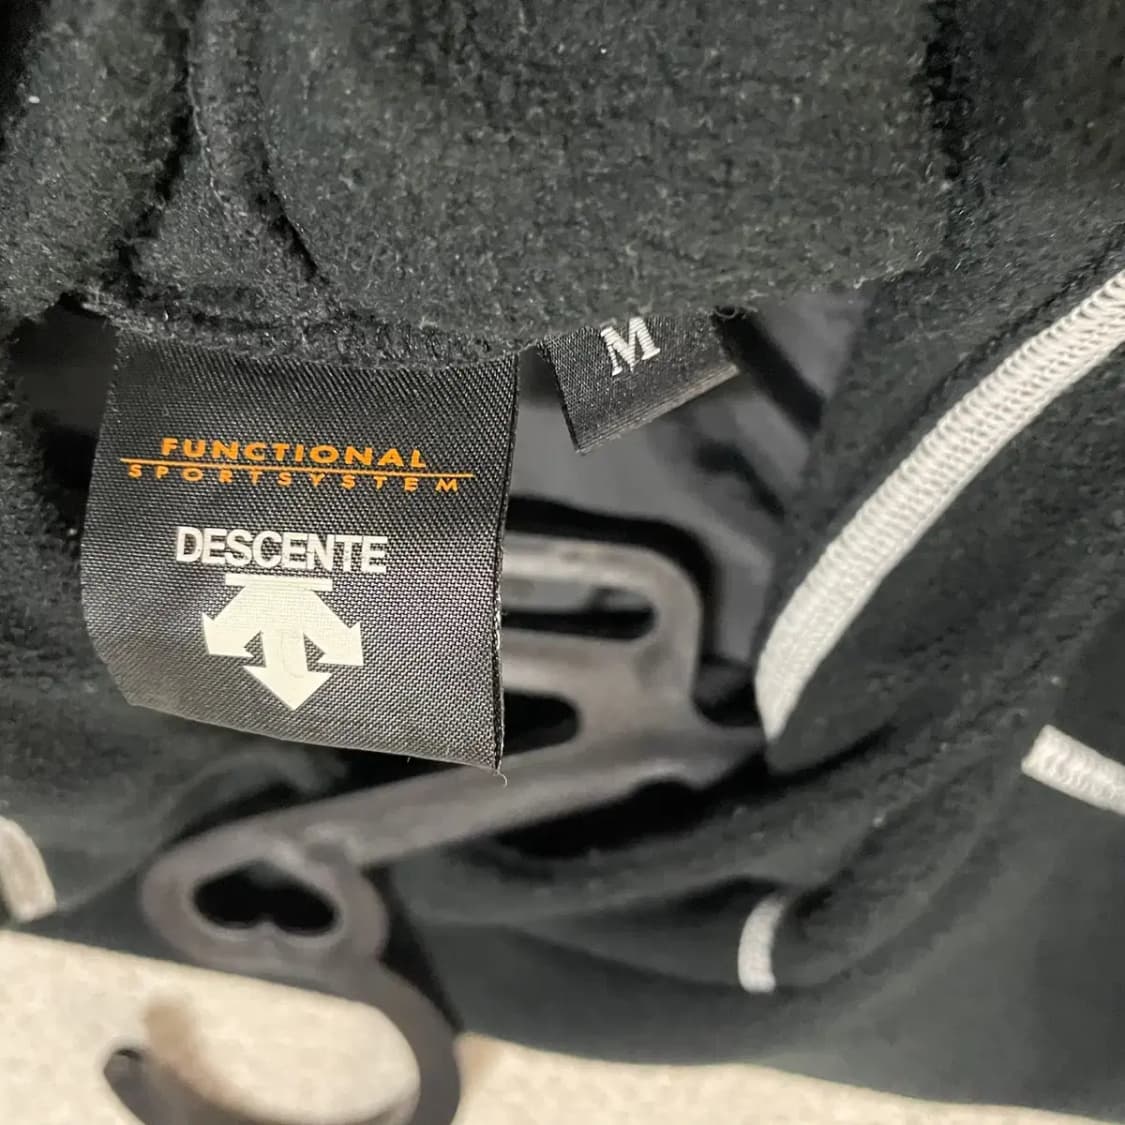 M
FUNCTIONAL
SPORTSYSTEM
DESCENTE